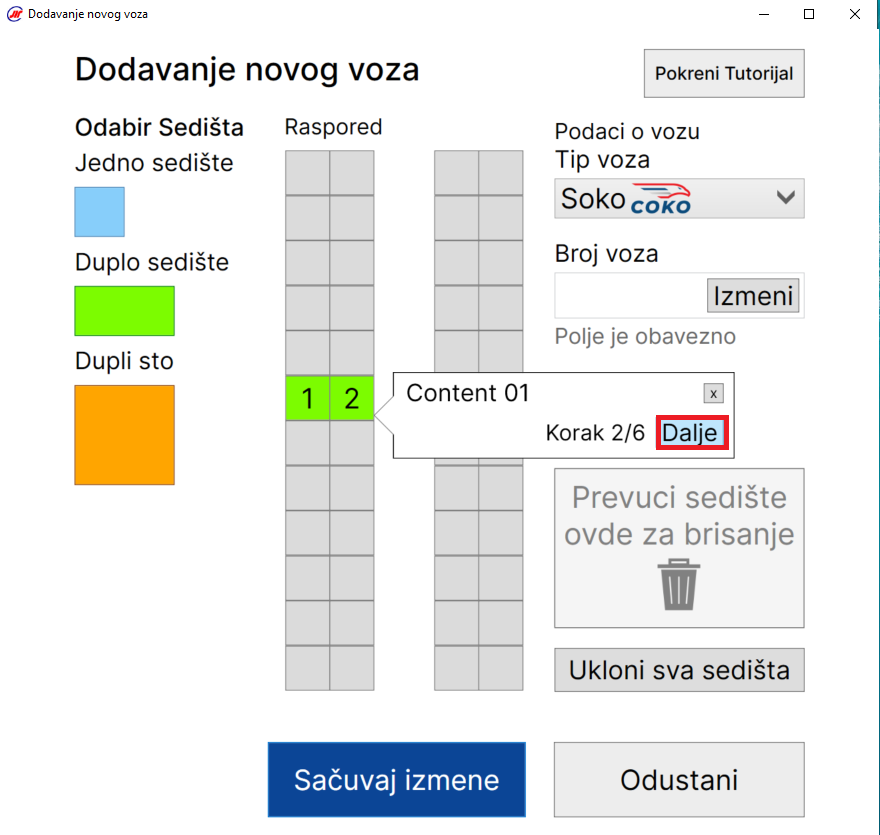 Dodavanje novog voza
Dodavanje novog voza
Pokreni Tutorijal
Odabir Sedišta
Jedno sedište
Duplo sedište
Dupli sto
Raspored
1 2
Content 01
x
Korak 2/6 Dalje
Podaci o vozu
Tip voza
Soko СОКО
Broj voza
Izmeni
Polje je obavezno
Prevuci sedište
ovde za brisanje
Ukloni sva sedišta
Sačuvaj izmene
Odustani